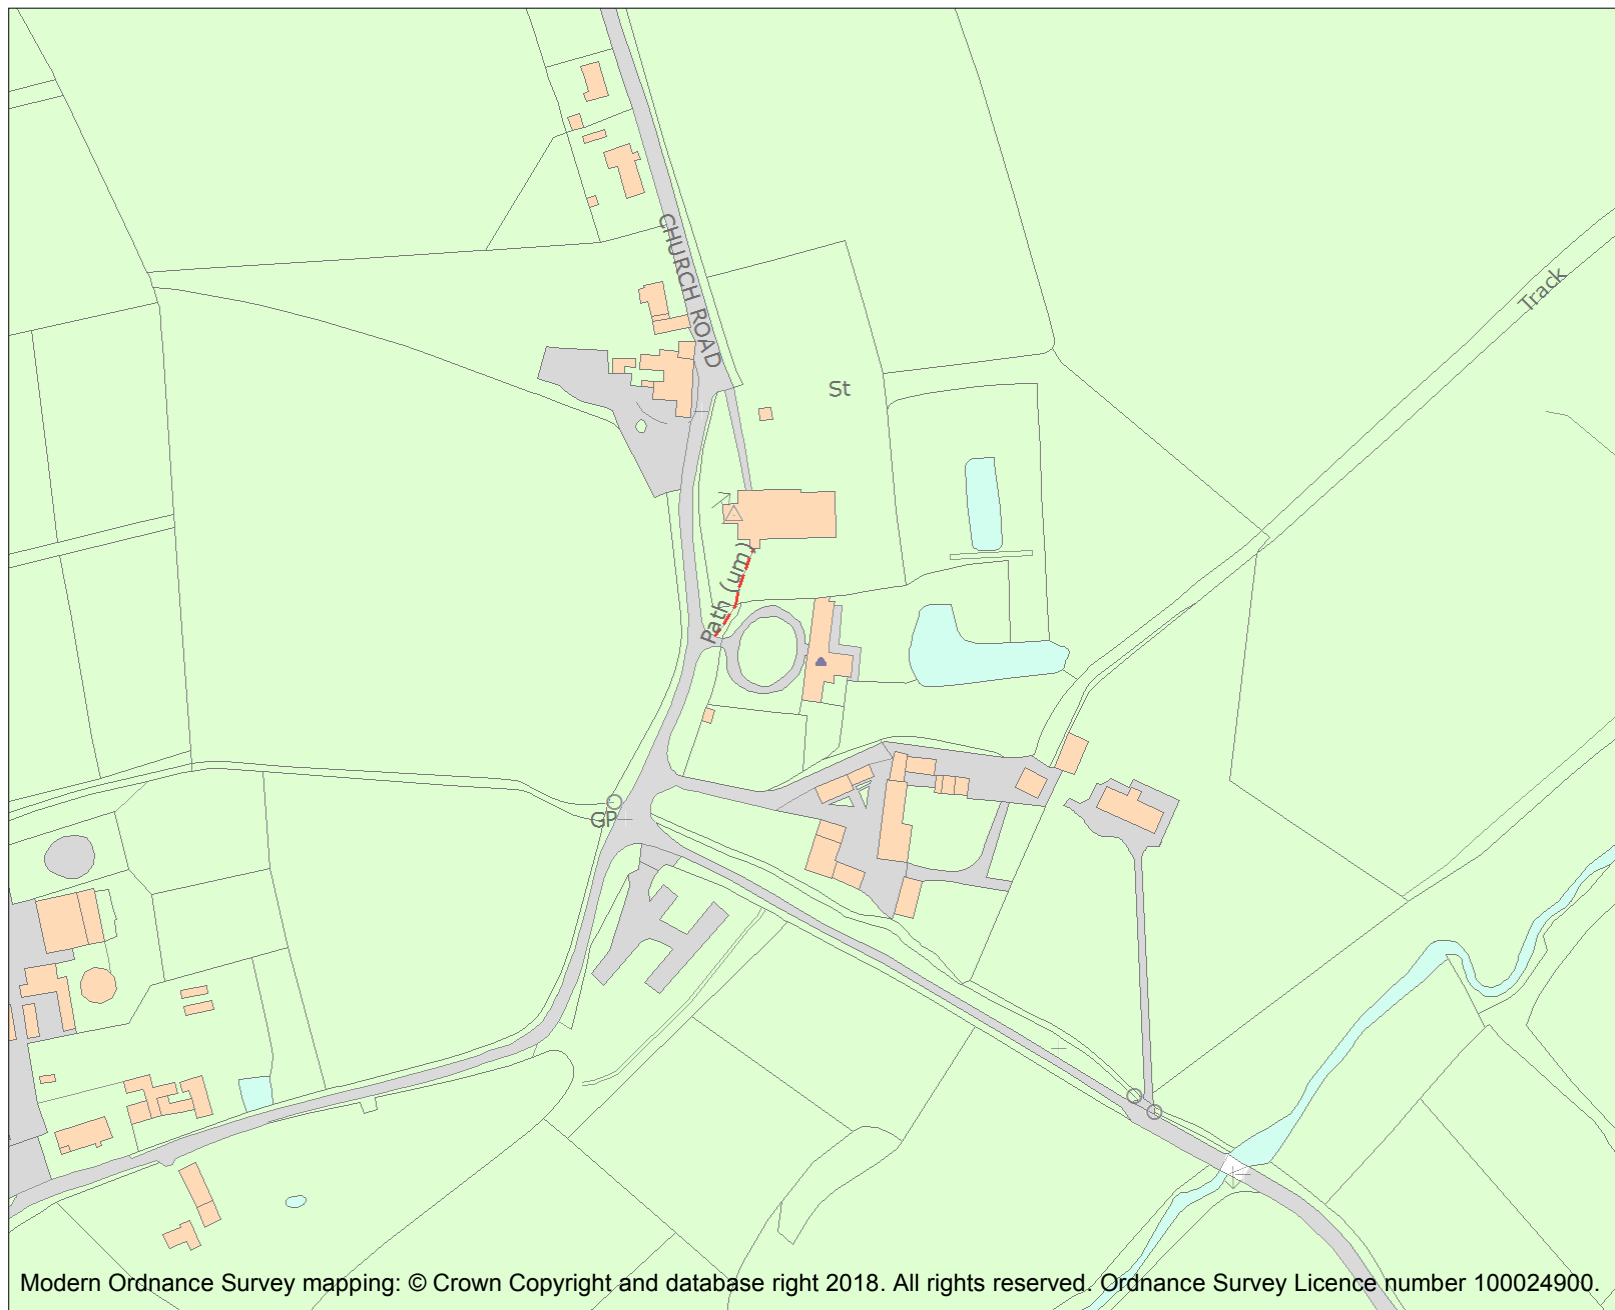 CHURCH ROAD
Track
St
Path (um)
GP
Modern Ordnance Survey mapping: © Crown Copyright and database right 2018. All rights reserved. Ordnance Survey Licence number 100024900.